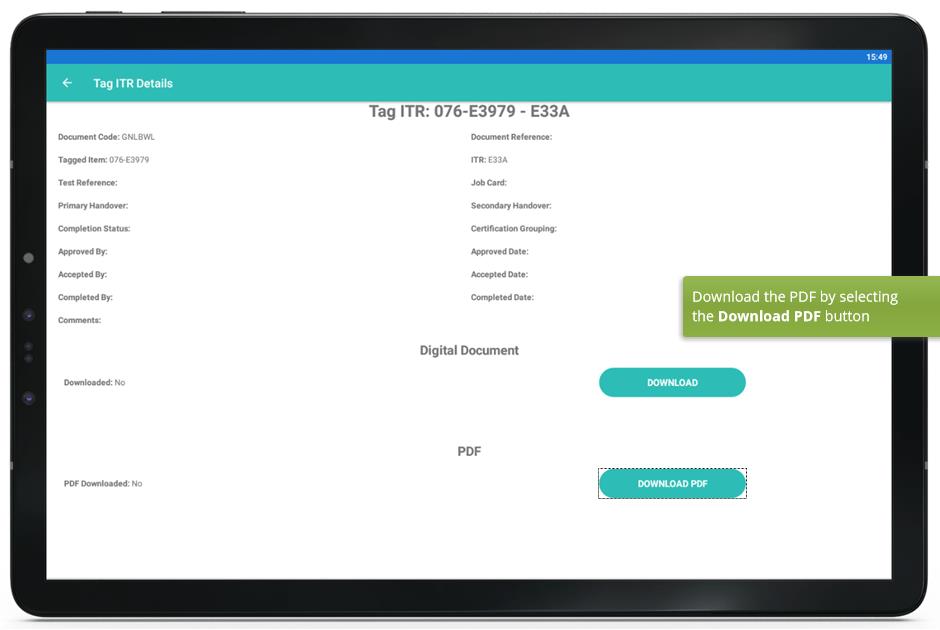 15:49
Tag ITR Details
Tag ITR: 076-E3979 - E33A
Document Code: GNLBWL
Document Reference:
Tagged Item: 076-E3979
ITR: E33A
Test Reference:
Job Card:
Primary Handover:
Secondary Handover:
Completion Status:
Certification Grouping:
Approved By:
Approved Date:
Accepted By:
Accepted Date:
Completed By:
Completed Date:
Comments:
Download the PDF by selecting
the Download PDF button
Digital Document
Downloaded: No
DOWNLOAD
PDF
PDF Downloaded: No
DOWNLOAD PDF